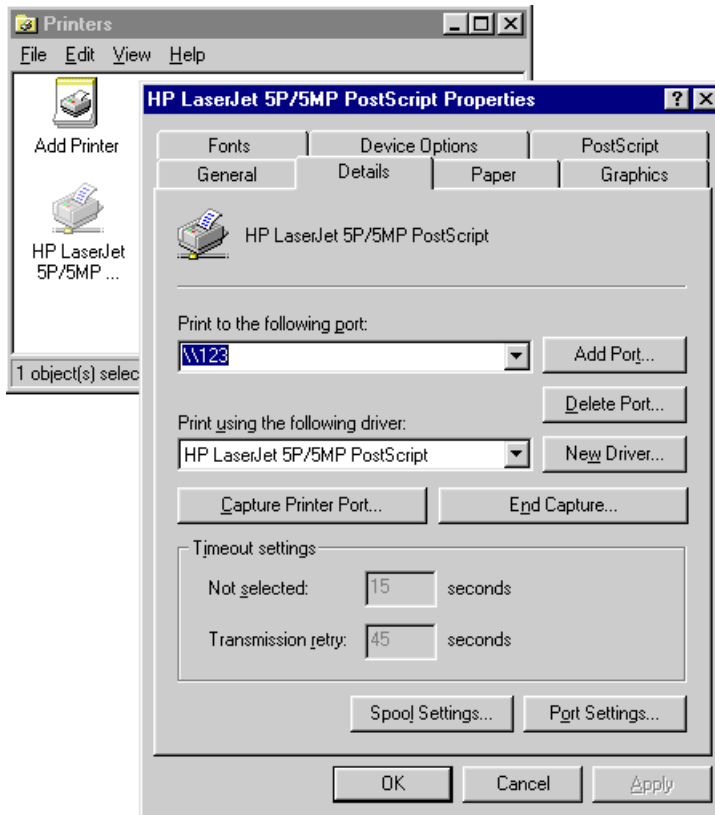 Printers
File Edit View Help
Add Printer
HP LaserJet
5P/5MP ...
1 object(s) selec
HP LaserJet 5P/5MP PostScript Properties
Fonts Device Options PostScript
General Details Paper Graphics
HP LaserJet 5P/5MP PostScript
Print to the following port:
\\123
Add Port...
Delete Port...
Print using the following driver:
HP LaserJet 5P/5MP PostScript
New Driver...
Capture Printer Port... End Capture...
Timeout settings
Not selected: 15 seconds
Transmission retry: 45 seconds
Spool Settings... Port Settings...
OK Cancel Apply